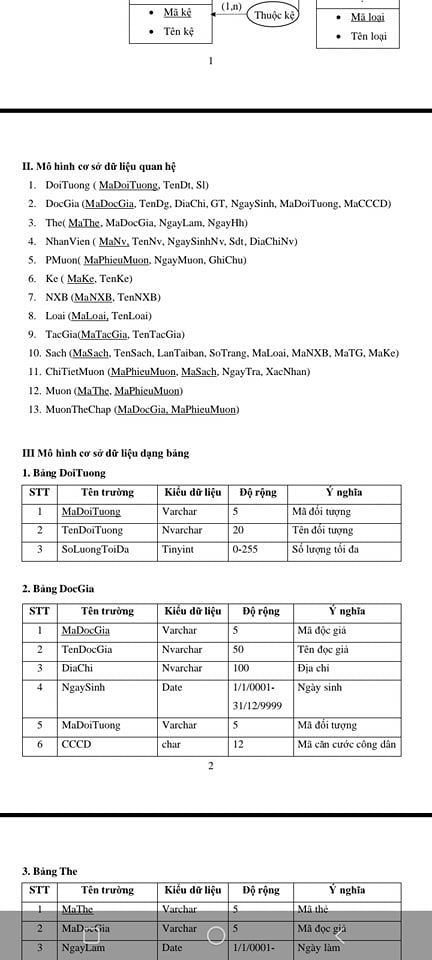 Mã kệ
Tên kệ
(1,n)
Thuộc kệ
Mã loại
Tên loại
1
II. Mô hình cơ sở dữ liệu quan hệ
1. DoiTuong ( MaDoiTuong, TenDt, Sl)
2. DocGia (MaDocGia, TenDg, DiaChi, GT, NgaySinh, MaDoiTuong, MaCCCD)
3. The( MaThe, MaDocGia, NgayLam, NgayHh)
4. NhanVien ( MaNv, TenNv, NgaySinhNv, Sdt, DiaChiNv)
5. PMuon( MaPhieuMuon, NgayMuon, GhiChu)
6. Ke ( MaKe, TenKe)
7. NXB (MaNXB, TenNXB)
8. Loai (MaLoai, TenLoai)
9. TacGia(MaTacGia, TenTacGia)
10. Sach (MaSach, TenSach, LanTaiban, SoTrang, MaLoai, MaNXB, MaTG, MaKe)
11. ChiTietMuon (MaPhieuMuon, MaSach, NgayTra, XacNhan)
12. Muon (MaThe, MaPhieuMuon)
13. MuonTheChap (MaDocGia, MaPhieuMuon)
III Mô hình cơ sở dữ liệu dạng bảng
1. Bảng DoiTuong
STT Tên trường Kiểu dữ liệu Độ rộng Ý nghĩa
1 MaDoiTuong Varchar 5 Mã đối tượng
2 TenDoiTuong Nvarchar 20 Tên đối tượng
3 SoLuongToiDa Tinyint 0-255 Số lượng tối đa
2. Bảng DocGia
STT Tên trường Kiểu dữ liệu Độ rộng Ý nghĩa
1 MaDocGia Varchar 5 Mã độc giả
2 TenDocGia Nvarchar 50 Tên đọc giả
3 DiaChi Nvarchar 100 Địa chỉ
4 NgaySinh Date 1/1/0001- Ngày sinh
31/12/9999
5 MaDoiTuong Varchar 5 Mã đối tượng
6 CCCD char 12 Mã căn cước công dân
2
3. Bảng The
STT Tên trường Kiểu dữ liệu Độ rộng Ý nghĩa
1 MaThe Varchar 5 Mã thẻ
2 MaDocGia Varchar 5 Mã đọc giả
3 NgayLam Date 1/1/0001- Ngày làm